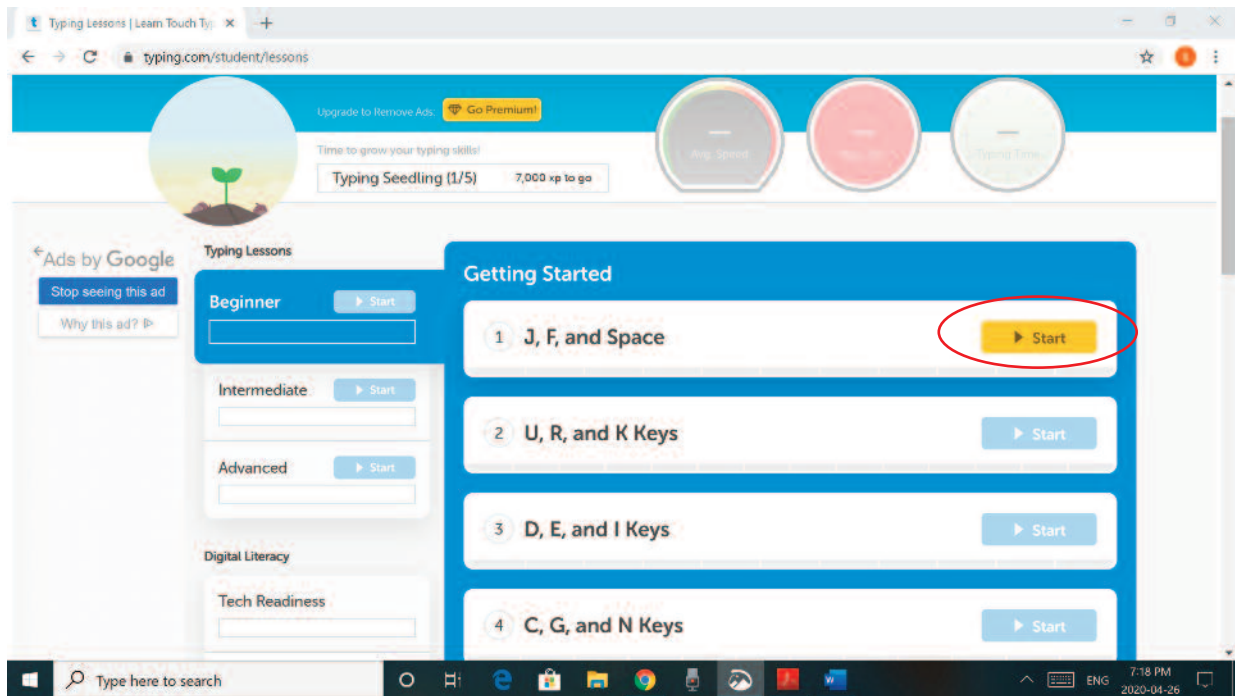 Typing Lessons | Learn Touch Ty
typing.com/student/lessons
Upgrade to Remove Ads: Go Premium!
Time to grow your typing skills!
Typing Seedling (1/5) 7,000 xp to go
Avg. Speed
Typing Time
Ads by Google
Stop seeing this ad
Why this ad?
Typing Lessons
Beginner Start
Intermediate Start
Advanced Start
Digital Literacy
Tech Readiness
Getting Started
1 J, F, and Space Start
2 U, R, and K Keys Start
3 D, E, and I Keys Start
4 C, G, and N Keys Start
Type here to search
ENG
7:18 PM
2020-04-26